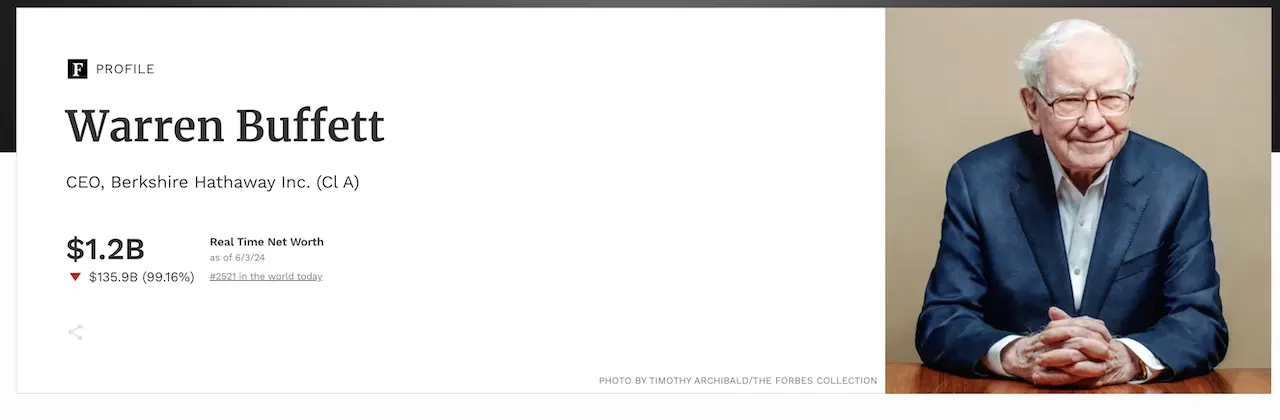 F PROFILE
Warren Buffett
CEO, Berkshire Hathaway Inc. (Cl A)
$1.2B
Real Time Net Worth
as of 6/3/24
$135.9B (99.16%)
#2521 in the world today
PHOTO BY TIMOTHY ARCHIBALD/THE FORBES COLLECTION